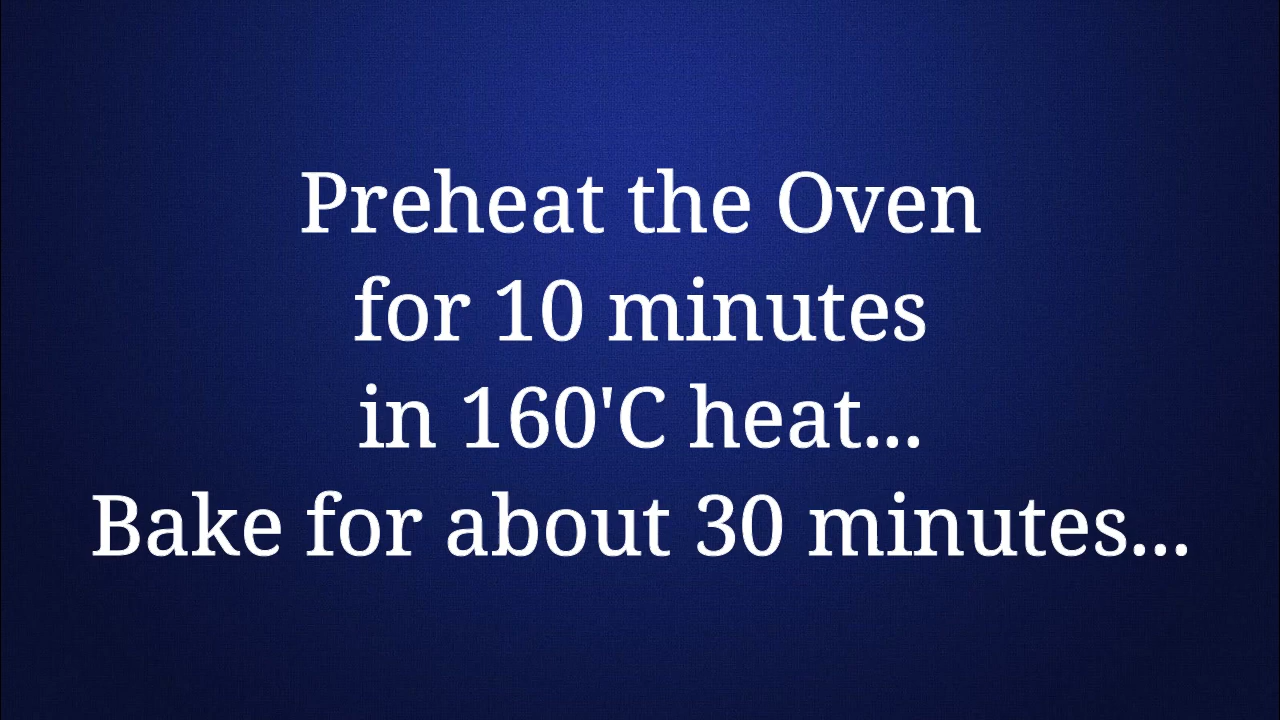 Preheat the Oven
for 10 minutes
in 160'C heat...
Bake for about 30 minutes...